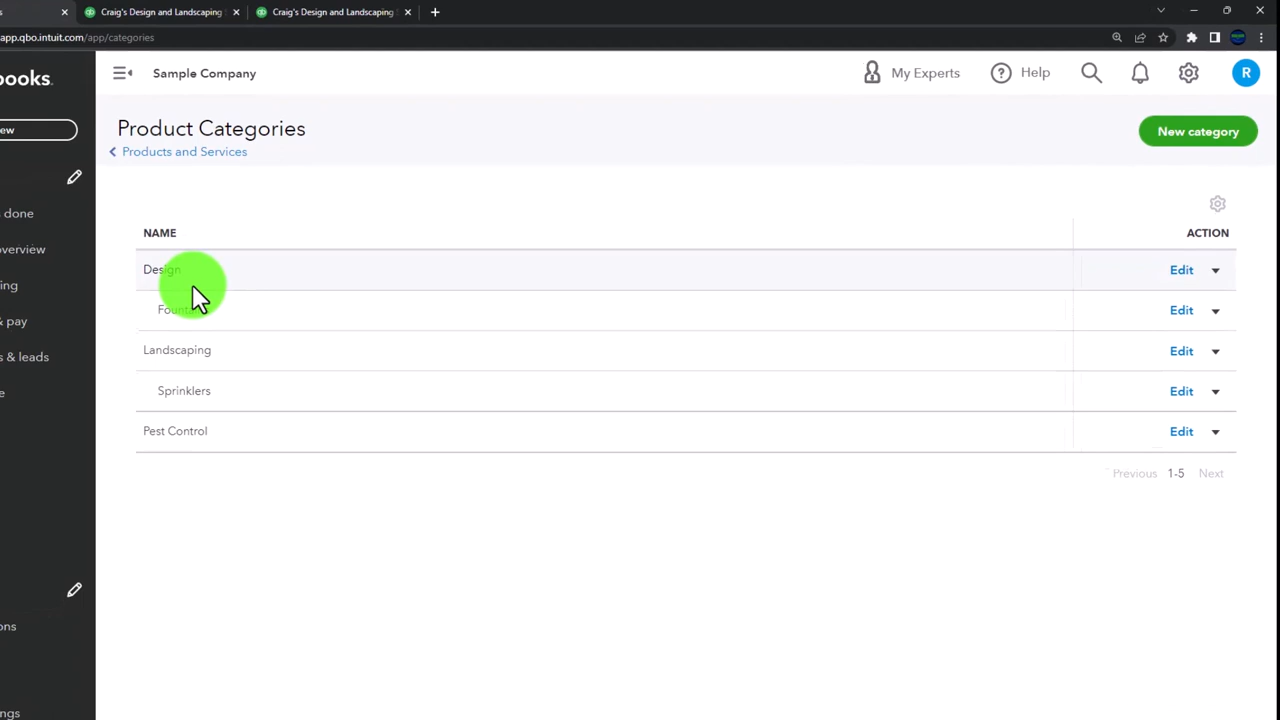 Craig's Design and Landscaping
Craig's Design and Landscaping
app.qbo.intuit.com/app/categories
books.
Sample Company
My Experts
Help
R
ew
Product Categories
New category
Products and Services
done
overview
ing
& pay
s & leads
e
NAME
ACTION
Design
Edit
Edit
Landscaping
Edit
Sprinklers
Edit
Pest Control
Edit
Previous 1-5 Next
ons
ngs